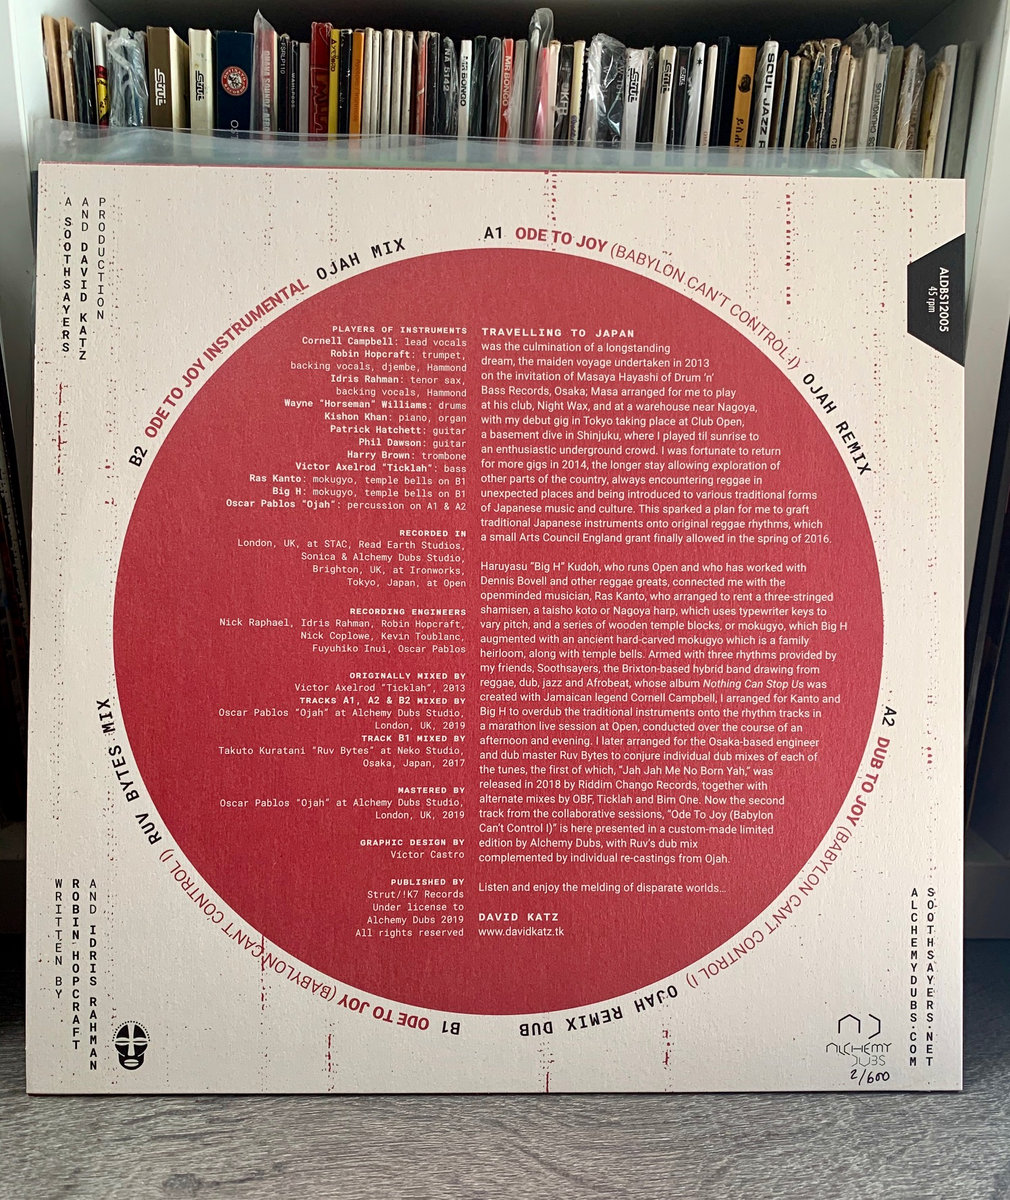 STRUT
STRUT
FSRLP110
NNA 5142
MR BONGO
MR BONGO
STRUT
STRUT
SOUL JAZZ
A SOOTHSAYERS
AND DAVID KATZ
PRODUCTION
A1 ODE TO JOY (BABYLON CAN'T CONTROL I) OJAH REMIX
ALDBS12005
45 rpm
B2 ODE TO JOY INSTRUMENTAL OJAH MIX
PLAYERS OF INSTRUMENTS
Cornell Campbell: lead vocals
Robin Hopcraft: trumpet,
backing vocals, djembe, Hammond
Idris Rahman: tenor sax,
backing vocals, Hammond
Wayne "Horseman" Williams: drums
Kishon Khan: piano, organ
Patrick Hatchett: guitar
Phil Dawson: guitar
Harry Brown: trombone
Victor Axelrod "Ticklah": bass
Ras Kanto: mokugyo, temple bells on B1
Big H: mokugyo, temple bells on B1
Oscar Pablos "Ojah": percussion on A1 & A2
RECORDED IN
London, UK, at STAC, Read Earth Studios,
Sonica & Alchemy Dubs Studio,
Brighton, UK, at Ironworks,
Tokyo, Japan, at Open
RECORDING ENGINEERS
Nick Raphael, Idris Rahman, Robin Hopcraft,
Nick Coplowe, Kevin Toublanc,
Fuyuhiko Inui, Oscar Pablos
ORIGINALLY MIXED BY
Victor Axelrod "Ticklah", 2013
TRACKS A1, A2 & B2 MIXED BY
Oscar Pablos "Ojah" at Alchemy Dubs Studio,
London, UK, 2019
TRACK B1 MIXED BY
Takuto Kuratani "Ruv Bytes" at Neko Studio,
Osaka, Japan, 2017
MASTERED BY
Oscar Pablos "Ojah" at Alchemy Dubs Studio,
London, UK, 2019
GRAPHIC DESIGN BY
Víctor Castro
PUBLISHED BY
Strut/!K7 Records
Under license to
Alchemy Dubs 2019
All rights reserved
TRAVELLING TO JAPAN
was the culmination of a longstanding
dream, the maiden voyage undertaken in 2013
on the invitation of Masaya Hayashi of Drum 'n'
Bass Records, Osaka; Masa arranged for me to play
at his club, Night Wax, and at a warehouse near Nagoya,
with my debut gig in Tokyo taking place at Club Open,
a basement dive in Shinjuku, where I played til sunrise to
an enthusiastic underground crowd. I was fortunate to return
for more gigs in 2014, the longer stay allowing exploration of
other parts of the country, always encountering reggae in
unexpected places and being introduced to various traditional forms
of Japanese music and culture. This sparked a plan for me to graft
traditional Japanese instruments onto original reggae rhythms, which
a small Arts Council England grant finally allowed in the spring of 2016.
Haruyasu "Big H" Kudoh, who runs Open and who has worked with
Dennis Bovell and other reggae greats, connected me with the
openminded musician, Ras Kanto, who arranged to rent a three-stringed
shamisen, a taisho koto or Nagoya harp, which uses typewriter keys to
vary pitch, and a series of wooden temple blocks, or mokugyo, which Big H
augmented with an ancient hard-carved mokugyo which is a family
heirloom, along with temple bells. Armed with three rhythms provided by
my friends, Soothsayers, the Brixton-based hybrid band drawing from
reggae, dub, jazz and Afrobeat, whose album Nothing Can Stop Us was
created with Jamaican legend Cornell Campbell, I arranged for Kanto and
Big H to overdub the traditional instruments onto the rhythm tracks in
a marathon live session at Open, conducted over the course of an
afternoon and evening. I later arranged for the Osaka-based engineer
and dub master Ruv Bytes to conjure individual dub mixes of each of
the tunes, the first of which, "Jah Jah Me No Born Yah," was
released in 2018 by Riddim Chango Records, together with
alternate mixes by OBF, Ticklah and Bim One. Now the second
track from the collaborative sessions, "Ode To Joy (Babylon
Can't Control I)" is here presented in a custom-made limited
edition by Alchemy Dubs, with Ruv's dub mix
complemented by individual re-castings from Ojah.
Listen and enjoy the melding of disparate worlds...
DAVID KATZ
www.davidkatz.tk
A2 DUB TO JOY (BABYLON CAN'T CONTROL I) OJAH REMIX DUB
B1 ODE TO JOY (BABYLON CAN'T CONTROL I) RUV BYTES MIX
WRITTEN BY
ROBIN HOPCRAFT
AND IDRIS RAHMAN
ALCHEMYDUBS.COM
SOOTHSAYERS.NET
ALCHEMY
DUBS
2/600